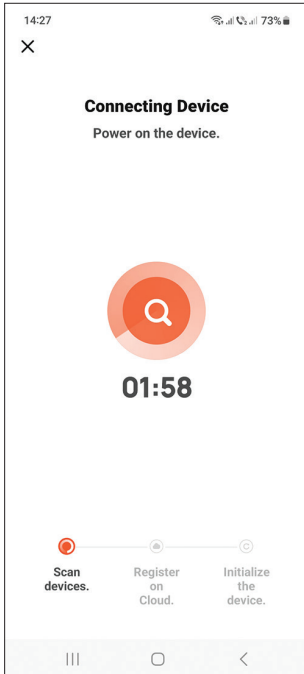 14:27 73%
Connecting Device
Power on the device.
01:58
Scan
devices.
Register
on
Cloud.
Initialize
the
device.